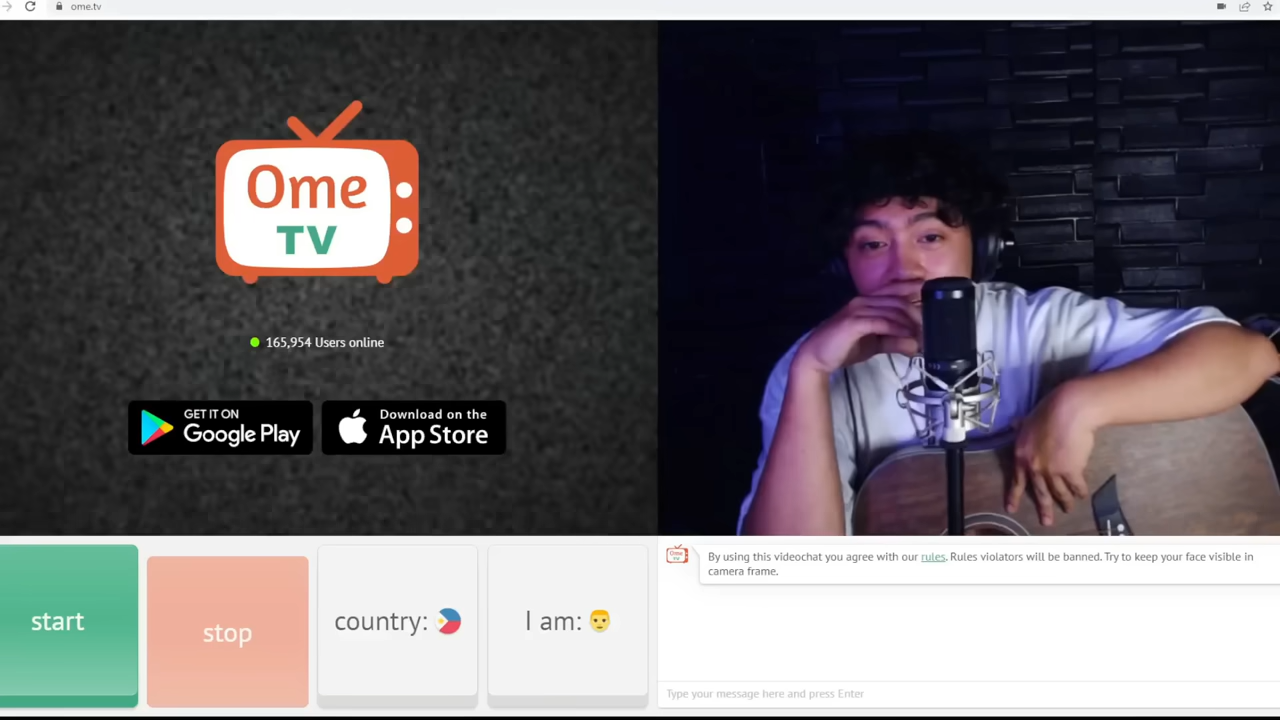 ome.tv
Ome
TV
165,954 Users online
GET IT ON
Google Play
Download on the
App Store
start
stop
country:
I am:
Ome
TV
By using this videochat you agree with our rules. Rules violators will be banned. Try to keep your face visible in
camera frame.
Type your message here and press Enter